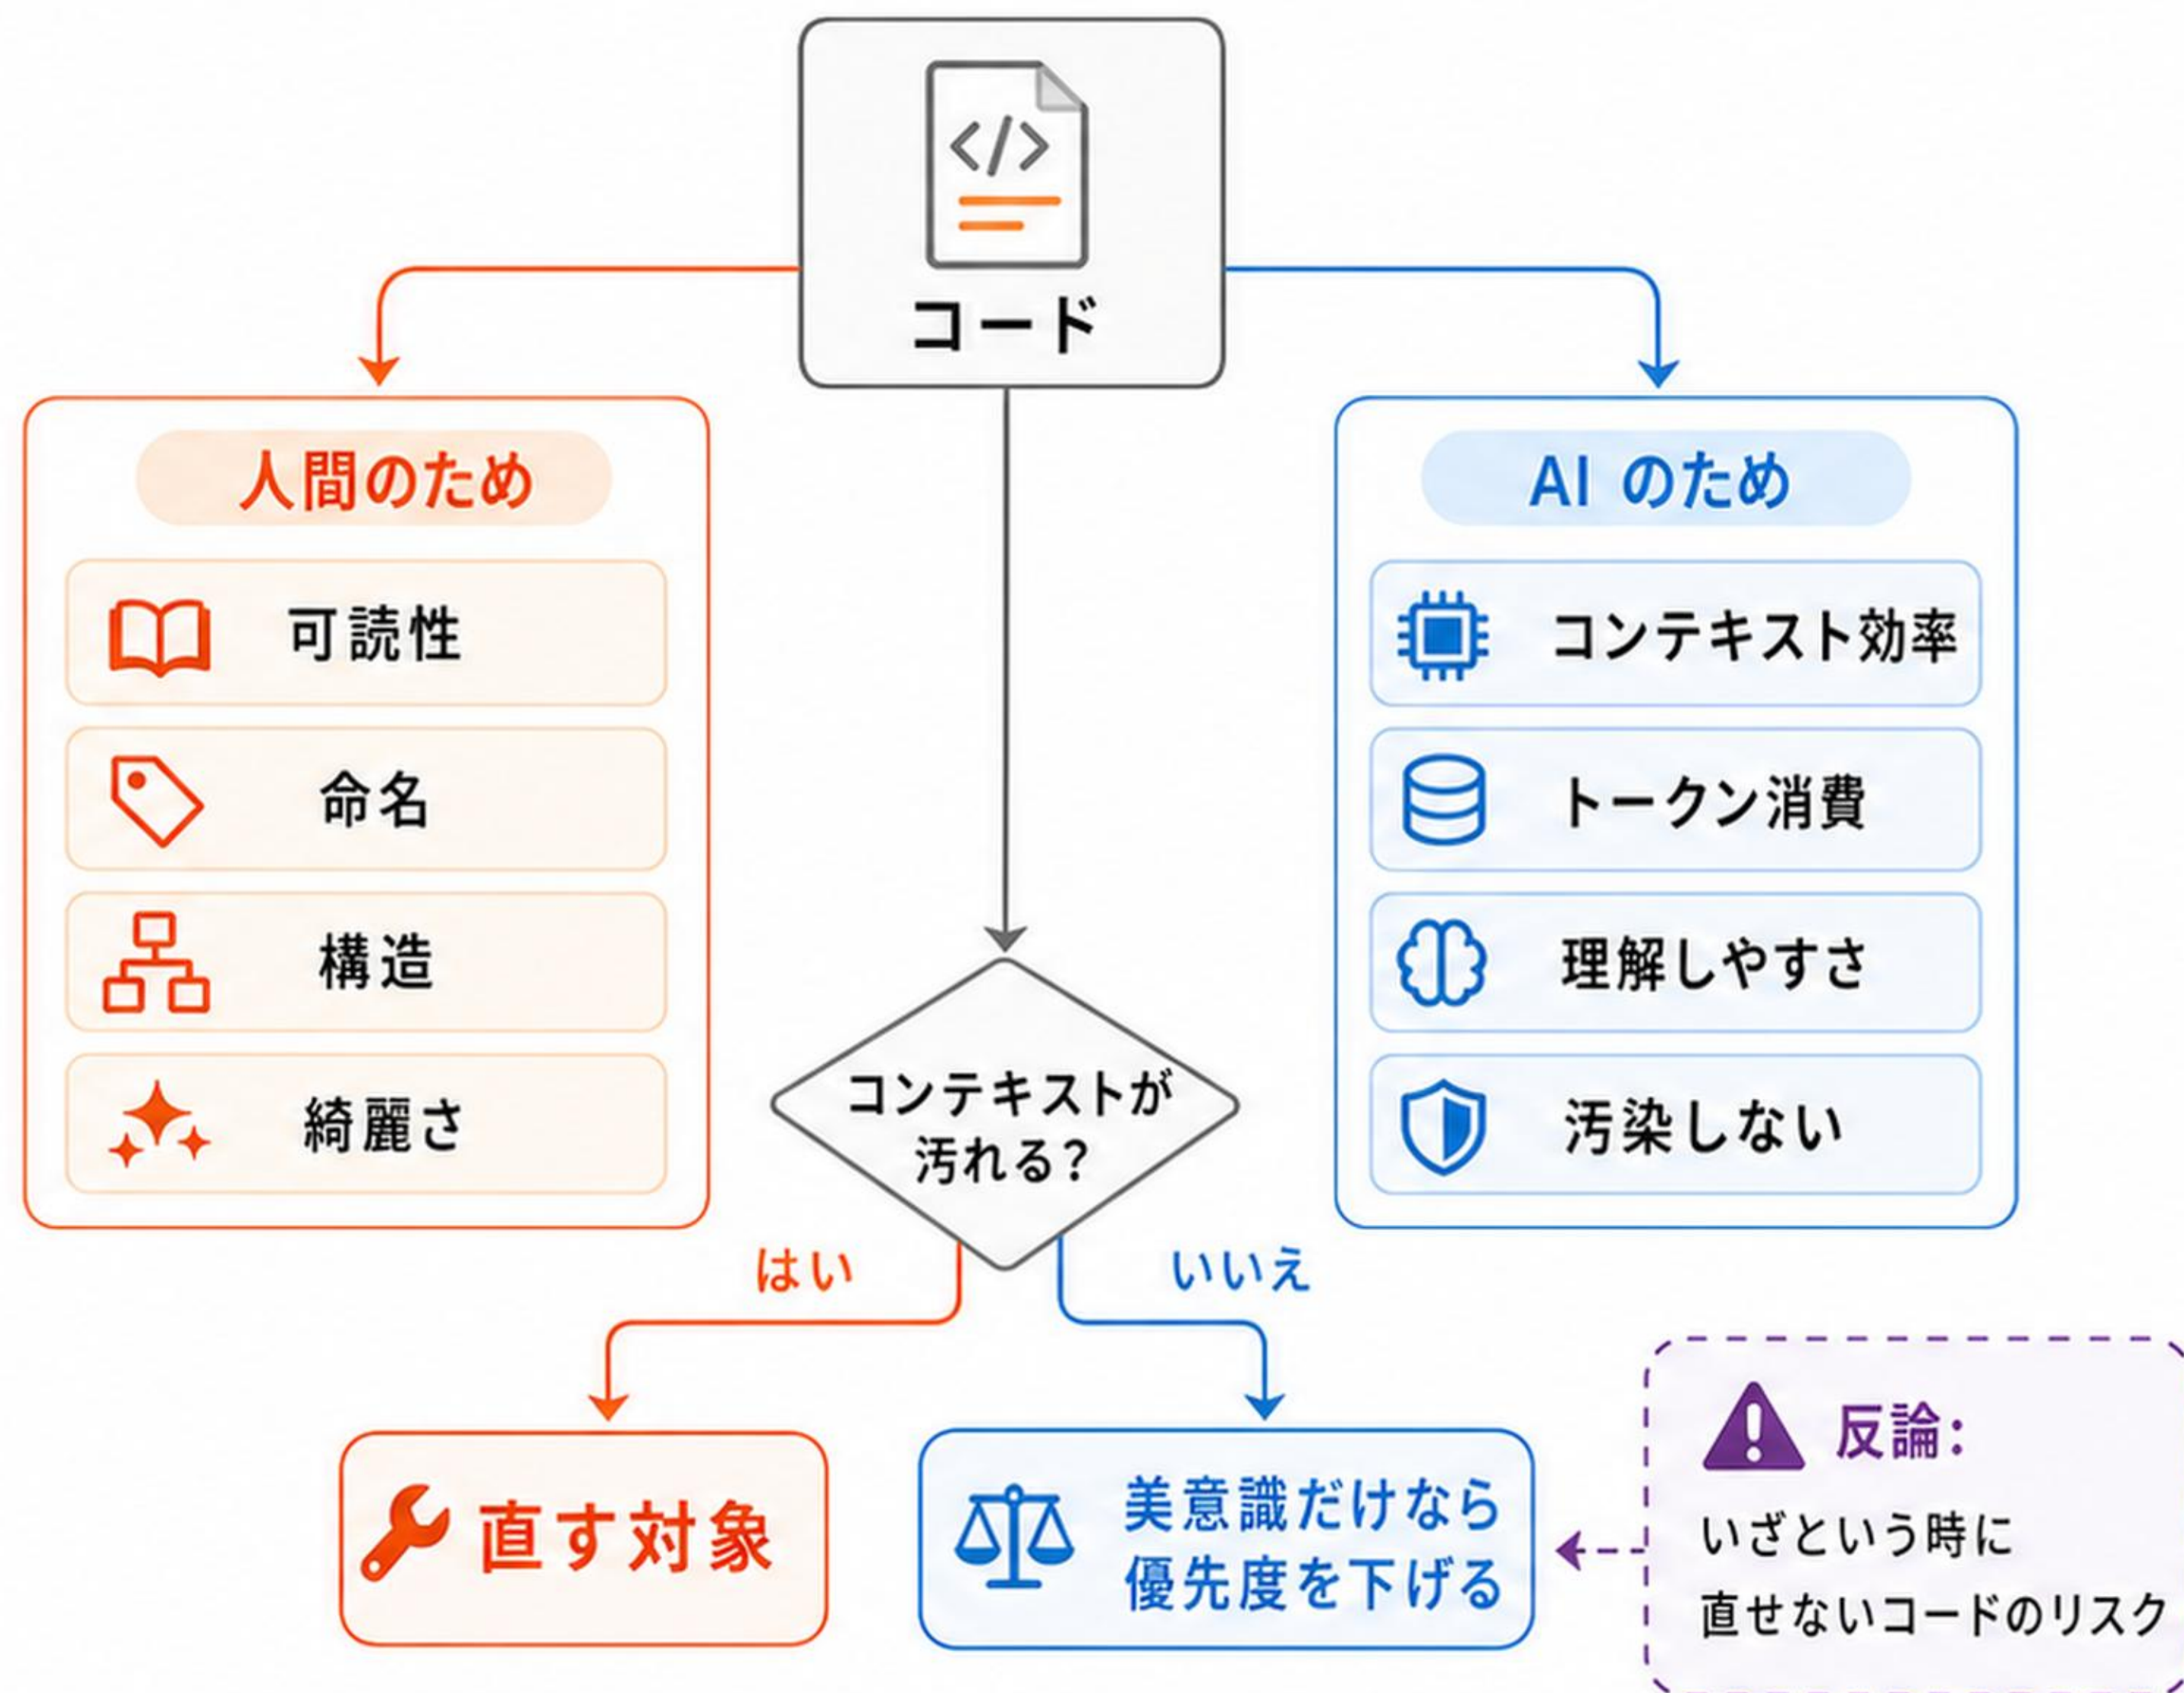 </>
コード
人間のため
可読性
命名
構造
綺麗さ
AI のため
コンテキスト効率
トークン消費
理解しやすさ
汚染しない
コンテキストが
汚れる？
はい
いいえ
直す対象
美意識だけなら
優先度を下げる
反論：
いざという時に
直せないコードのリスク